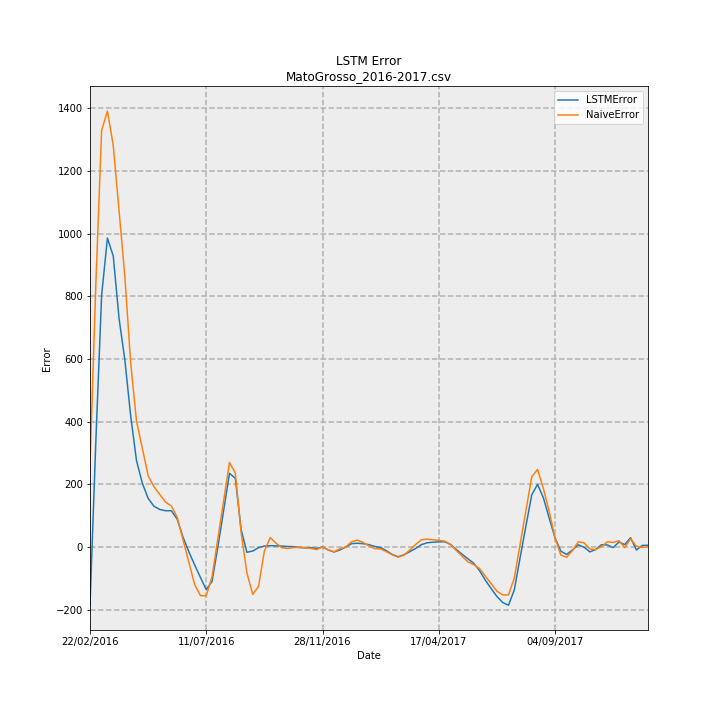 LSTM Error
MatoGrosso_2016-2017.csv
LSTMError
NaiveError
1400
1200
1000
800
600
400
200
0
−200
Error
22/02/2016
11/07/2016
28/11/2016
17/04/2017
04/09/2017
Date